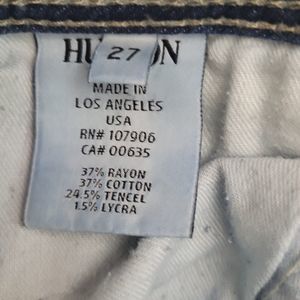 HU
27
ON
MADE IN
LOS ANGELES
USA
RN# 107906
CA# 00635
37% RAYON
37% COTTON
24.5% TENCEL
1.5% LYCRA